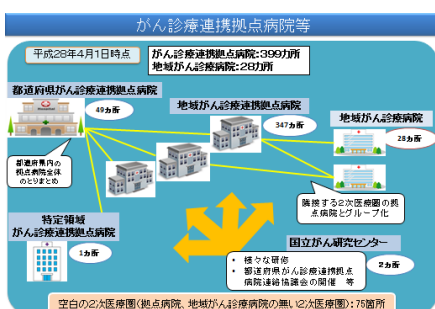 がん診療連携拠点病院等
平成28年4月1日時点
がん診療連携拠点病院:399カ所
地域がん診療病院:28カ所
都道府県がん診療連携拠点病院
49カ所
地域がん診療連携拠点病院
347カ所
地域がん診療病院
28カ所
都道府県内の
拠点病院全体
のとりまとめ
隣接する2次医療圏の拠
点病院とグループ化
特定領域
がん診療連携拠点病院
1カ所
国立がん研究センター
2カ所
• 様々な研修
• 都道府県がん診療連携拠点
病院連絡協議会の開催 等
空白の2次医療圏(拠点病院、地域がん診療病院の無い2次医療圏):75箇所